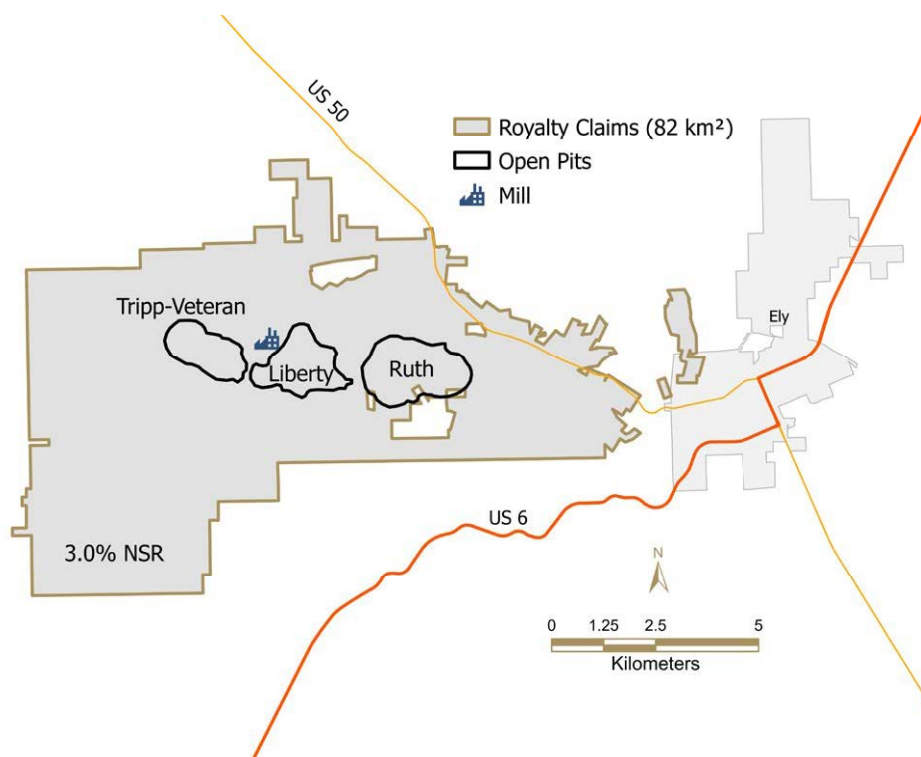 US 50
Royalty Claims (82 km²)
Open Pits
Mill
Tripp-Veteran
Ely
Liberty
Ruth
US 6
3.0% NSR
N
0 1.25 2.5 5
Kilometers